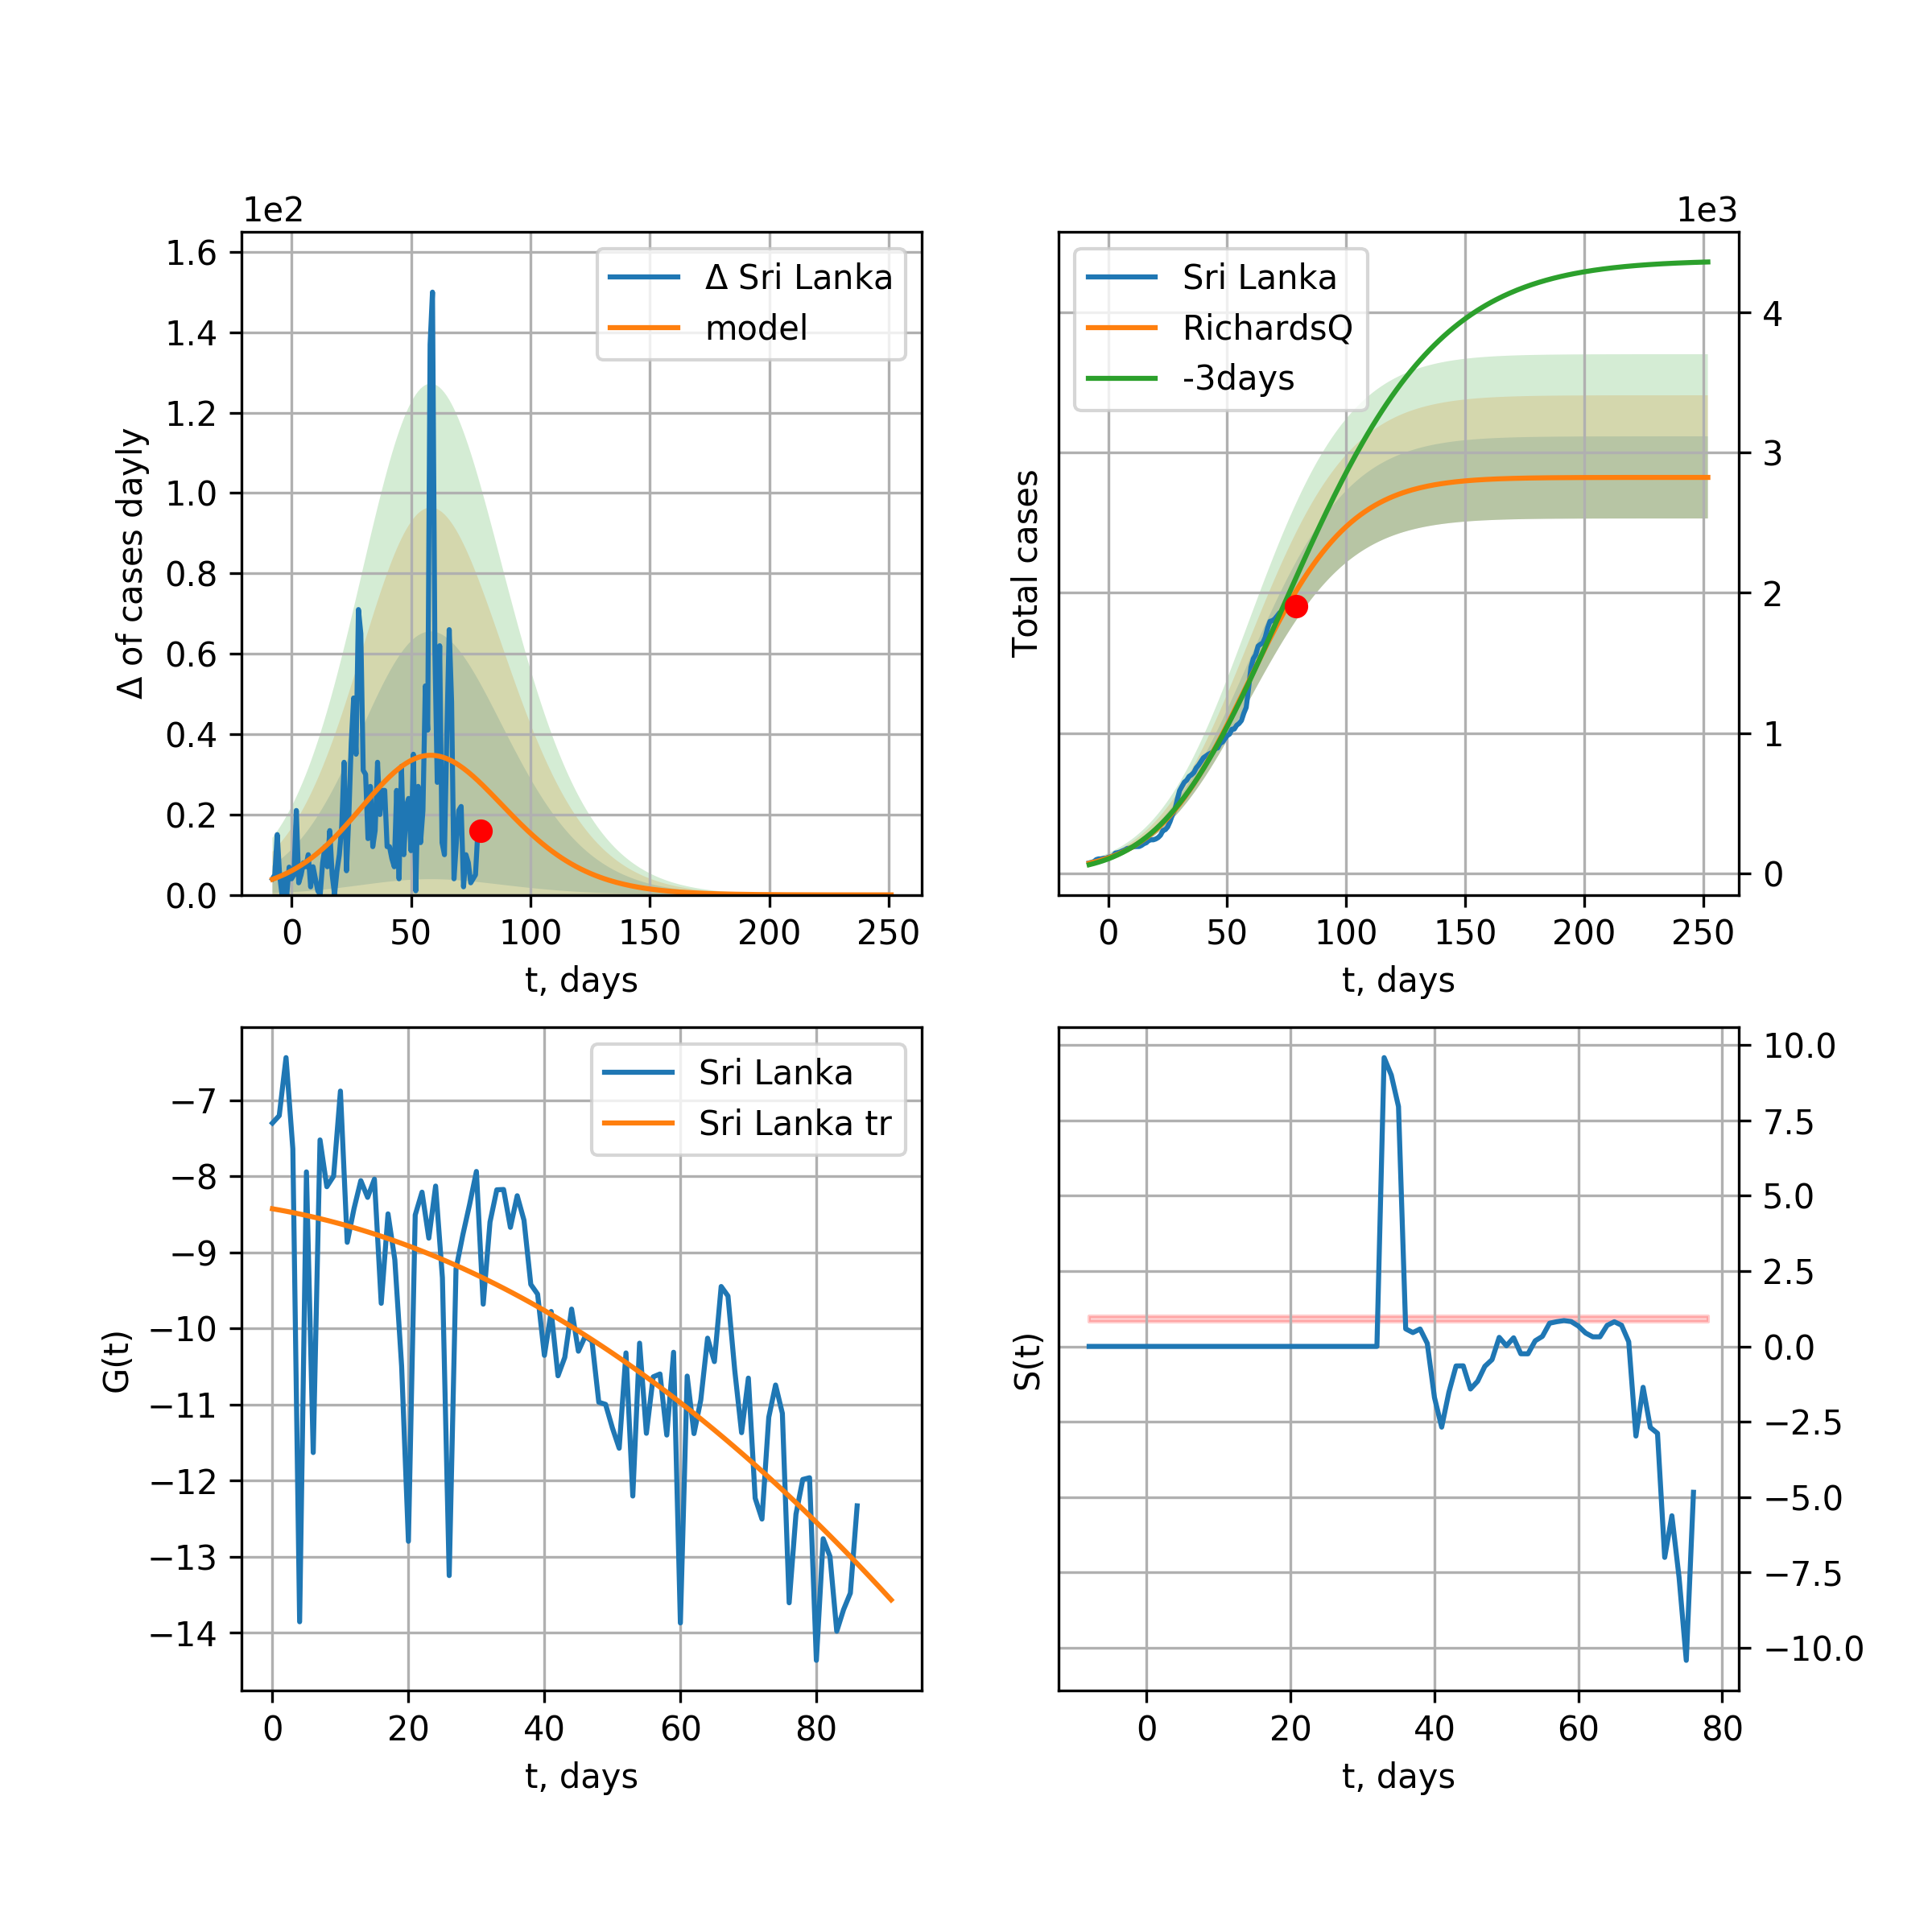 1e2
1.6
1.4
1.2
1.0
0.8
0.6
0.4
0.2
0.0
Δ of cases dayly
Δ Sri Lanka
model
0 50 100 150 200 250
t, days
1e3
Sri Lanka
RichardsQ
-3days
Total cases
4
3
2
1
0
0 50 100 150 200 250
t, days
Sri Lanka
Sri Lanka tr
G(t)
−7
−8
−9
−10
−11
−12
−13
−14
0 20 40 60 80
t, days
S(t)
10.0
7.5
5.0
2.5
0.0
−2.5
−5.0
−7.5
−10.0
0 20 40 60 80
t, days